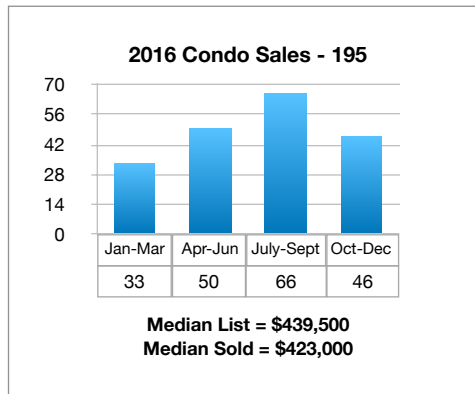 2016 Condo Sales - 195
70
56
42
28
14
0
Jan-Mar Apr-Jun July-Sept Oct-Dec
33 50 66 46
Median List = $439,500
Median Sold = $423,000